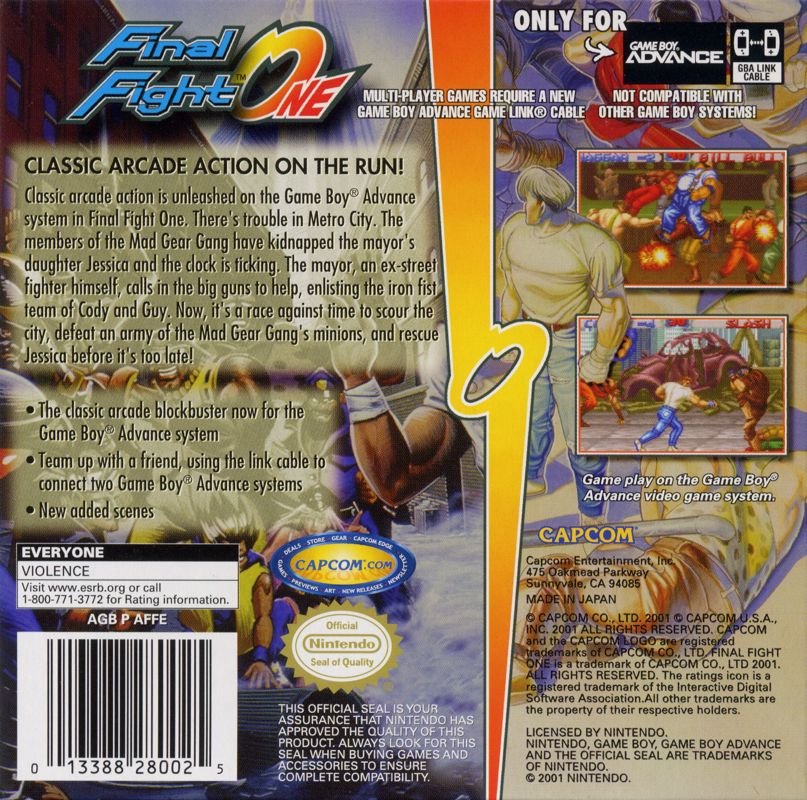 Final
Fight ONE™
ONLY FOR
GAME BOY ADVANCE
GBA LINK
CABLE
MULTI-PLAYER GAMES REQUIRE A NEW
GAME BOY ADVANCE GAME LINK® CABLE
NOT COMPATIBLE WITH
OTHER GAME BOY SYSTEMS!
CLASSIC ARCADE ACTION ON THE RUN!
Classic arcade action is unleashed on the Game Boy® Advance
system in Final Fight One. There's trouble in Metro City. The
members of the Mad Gear Gang have kidnapped the mayor's
daughter Jessica and the clock is ticking. The mayor, an ex-street
fighter himself, calls in the big guns to help, enlisting the iron fist
team of Cody and Guy. Now, it's a race against time to scour the
city, defeat an army of the Mad Gear Gang's minions, and rescue
Jessica before it's too late!
• The classic arcade blockbuster now for the
Game Boy® Advance system
• Team up with a friend, using the link cable to
connect two Game Boy® Advance systems
• New added scenes
BILL BULL
SLASH
Game play on the Game Boy®
Advance video game system.
EVERYONE
VIOLENCE
Visit www.esrb.org or call
1-800-771-3772 for Rating information.
AGB P AFFE
0 13388 28002 5
DEALS STORE GEAR CAPCOM EDGE
CAPCOM.COM
GAMES PREVIEWS ART NEW RELEASES NEWSLETTER
Official
Nintendo
Seal of Quality
THIS OFFICIAL SEAL IS YOUR
ASSURANCE THAT NINTENDO HAS
APPROVED THE QUALITY OF THIS
PRODUCT. ALWAYS LOOK FOR THIS
SEAL WHEN BUYING GAMES AND
ACCESSORIES TO ENSURE
COMPLETE COMPATIBILITY.
CAPCOM
Capcom Entertainment, Inc.
475 Oakmead Parkway
Sunnyvale, CA 94085
MADE IN JAPAN
© CAPCOM CO., LTD. 2001 © CAPCOM U.S.A.,
INC. 2001 ALL RIGHTS RESERVED. CAPCOM
and the CAPCOM LOGO are registered
trademarks of CAPCOM CO., LTD. FINAL FIGHT
ONE is a trademark of CAPCOM CO., LTD 2001.
ALL RIGHTS RESERVED. The ratings icon is a
registered trademark of the Interactive Digital
Software Association.All other trademarks are
the property of their respective holders.
LICENSED BY NINTENDO.
NINTENDO, GAME BOY, GAME BOY ADVANCE
AND THE OFFICIAL SEAL ARE TRADEMARKS
OF NINTENDO.
© 2001 NINTENDO.